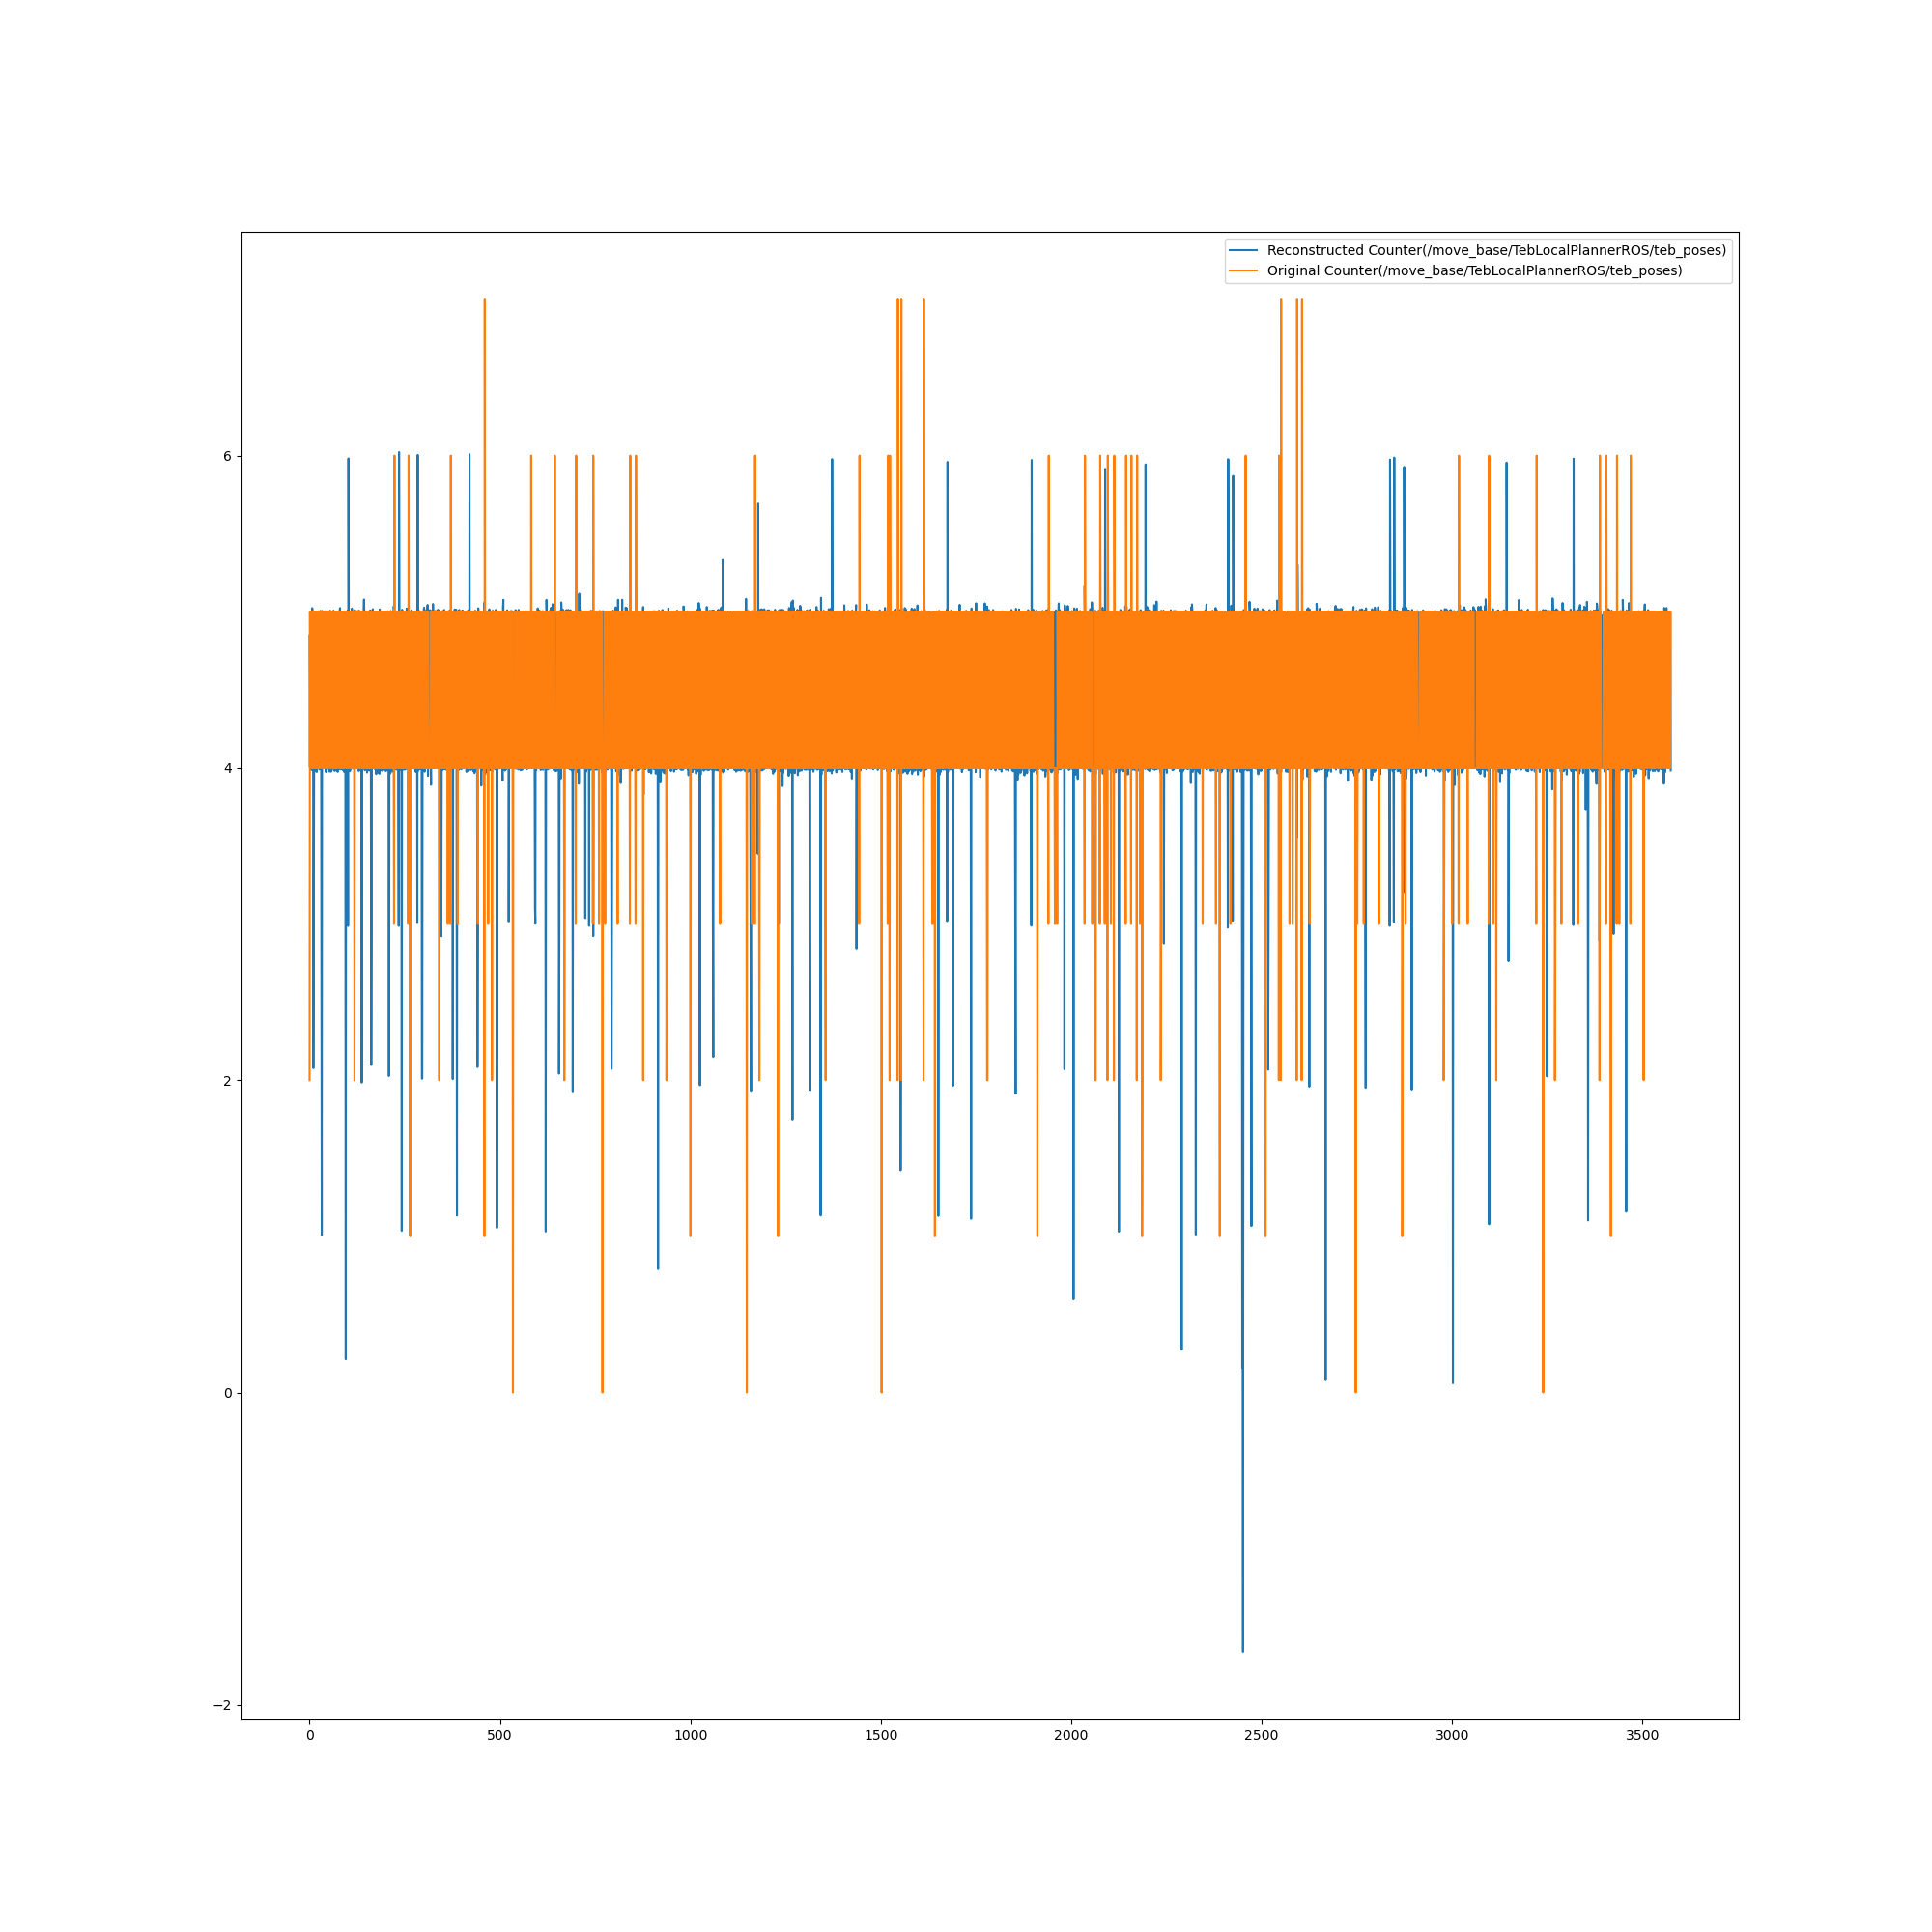 Reconstructed Counter(/move_base/TebLocalPlannerROS/teb_poses)
Original Counter(/move_base/TebLocalPlannerROS/teb_poses)
6
4
2
0
−2
0 500 1000 1500 2000 2500 3000 3500